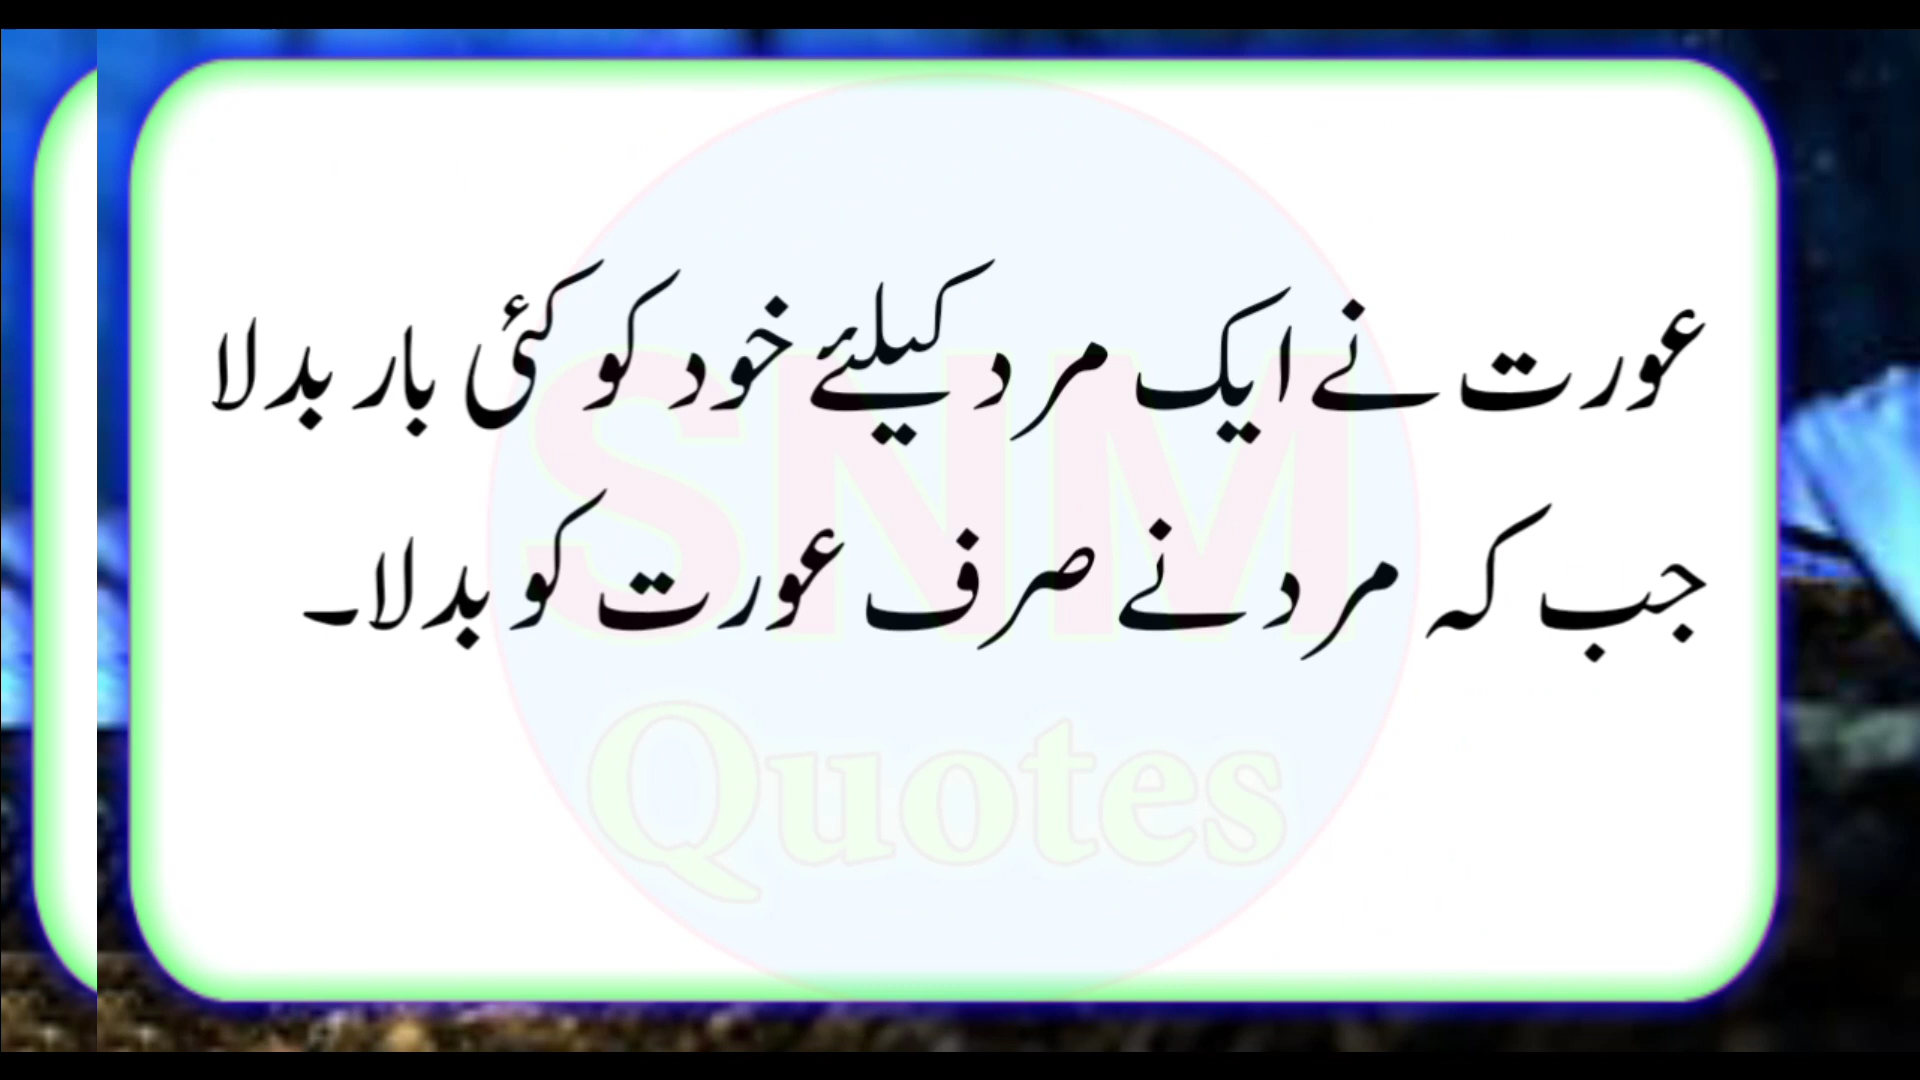 عورت نے ایک مرد کیلئے خود کو کئی بار بدلا
جب کہ مرد نے صرف عورت کو بدلا۔
SNM
Quotes